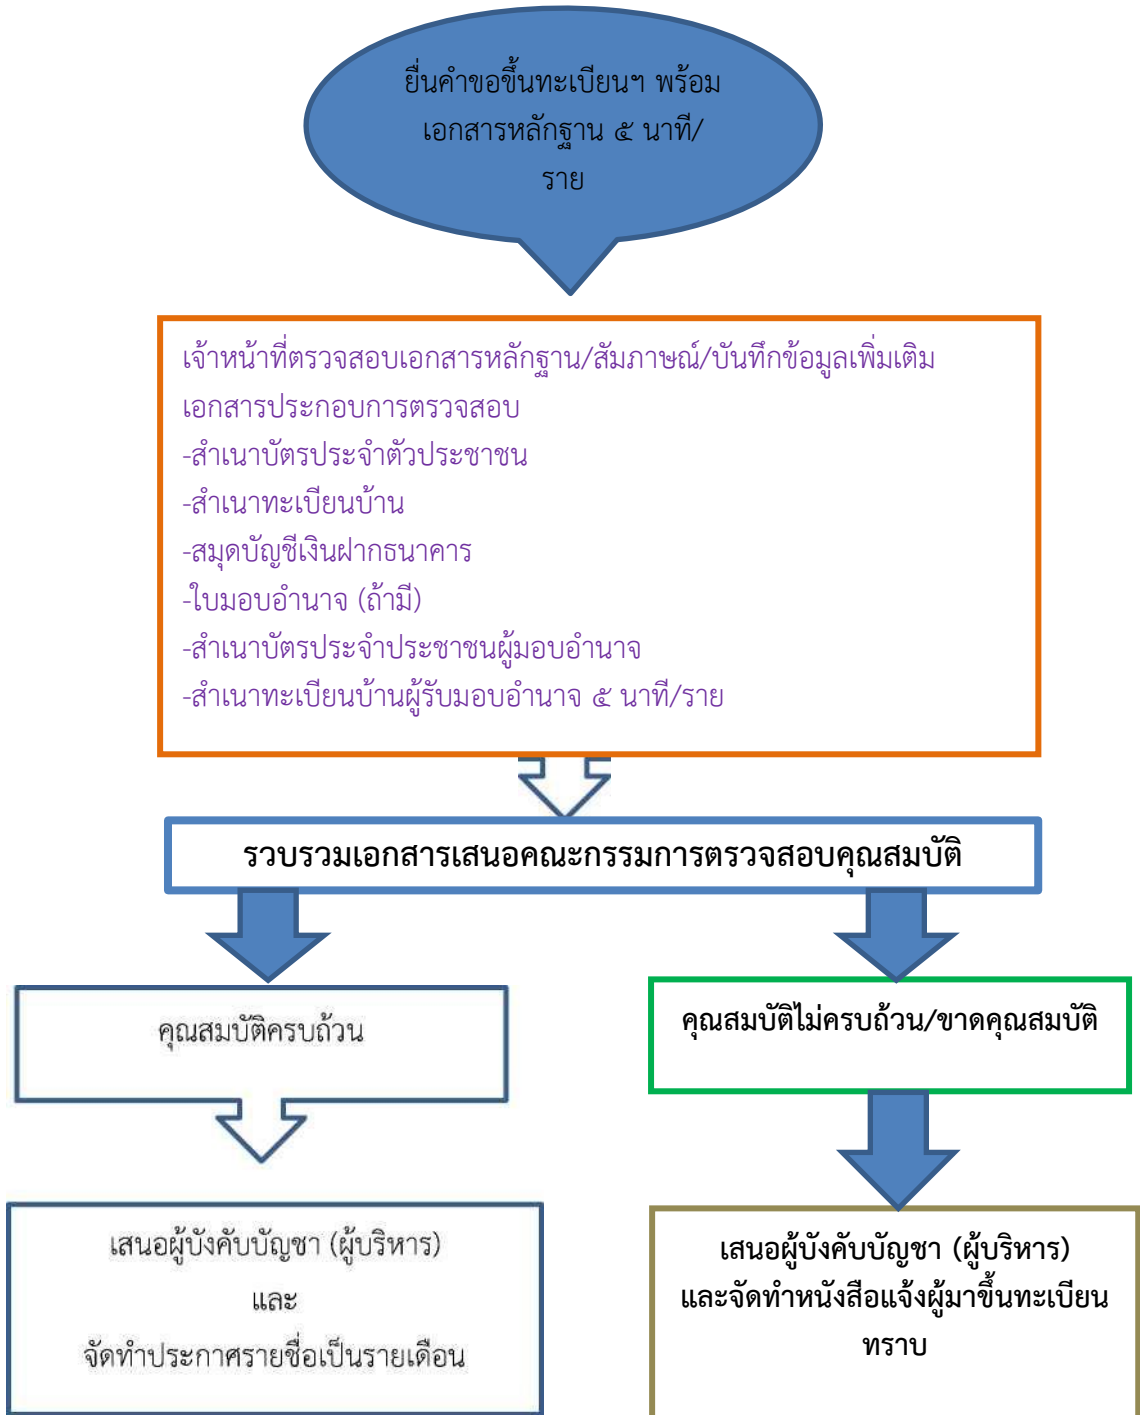 ยื่นคำขอขึ้นทะเบียนฯ พร้อม
เอกสารหลักฐาน ๕ นาที/
ราย
เจ้าหน้าที่ตรวจสอบเอกสารหลักฐาน/สัมภาษณ์/บันทึกข้อมูลเพิ่มเติม
เอกสารประกอบการตรวจสอบ
-สำเนาบัตรประจำตัวประชาชน
-สำเนาทะเบียนบ้าน
-สมุดบัญชีเงินฝากธนาคาร
-ใบมอบอำนาจ (ถ้ามี)
-สำเนาบัตรประจำประชาชนผู้มอบอำนาจ
-สำเนาทะเบียนบ้านผู้รับมอบอำนาจ ๕ นาที/ราย
รวบรวมเอกสารเสนอคณะกรรมการตรวจสอบคุณสมบัติ
คุณสมบัติครบถ้วน
คุณสมบัติไม่ครบถ้วน/ขาดคุณสมบัติ
เสนอผู้บังคับบัญชา (ผู้บริหาร)
และ
จัดทำประกาศรายชื่อเป็นรายเดือน
เสนอผู้บังคับบัญชา (ผู้บริหาร)
และจัดทำหนังสือแจ้งผู้มาขึ้นทะเบียน
ทราบ